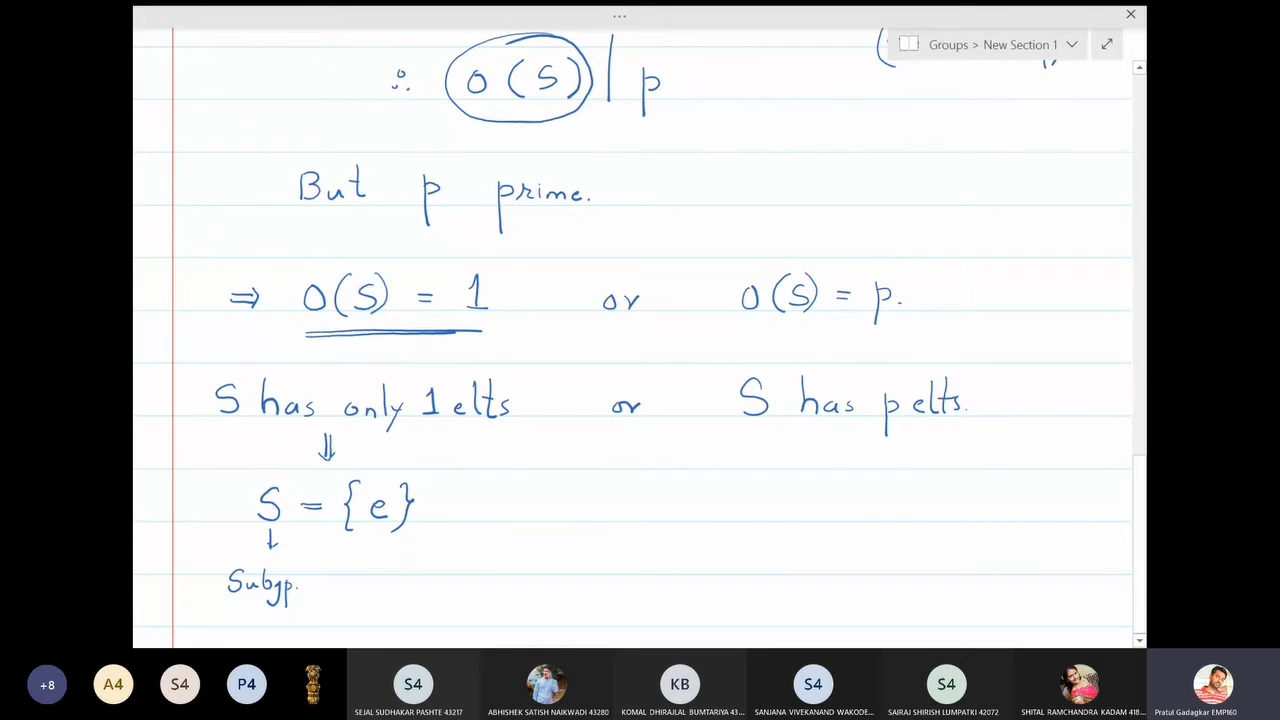 ...
Groups > New Section 1
∴ O(S) | p
But p prime.
⇒ O(S) = 1 or O(S) = p.
S has only 1 elts or S has p elts.
⇓
S = {e}
↓
Subgp.
+8 A4 S4 P4 S4 KB S4 S4
SEJAL SUDHAKAR PASHTE 43217 ABHISHEK SATISH NAIKWADI 43280 KOMAL DHIRAJLAL BUMTARIYA 43... SANJANA VIVEKANAND WAKODE... SAIRAJ SHIRISH LUMPATKI 42072 SHITAL RAMCHANDRA KADAM 418... Pratul Gadagkar EMP160